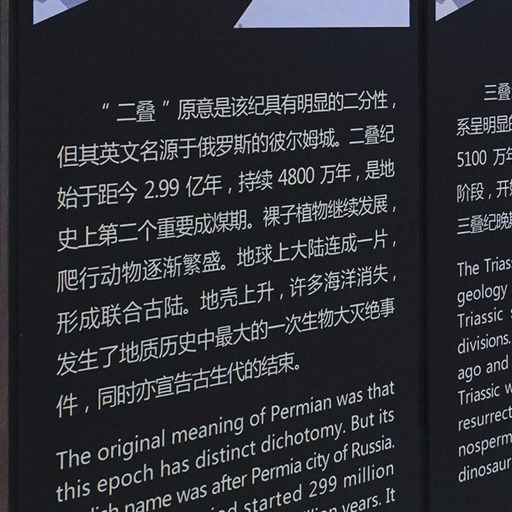 “二叠”原意是该纪具有明显的二分性，
但其英文名源于俄罗斯的彼尔姆城。二叠纪
始于距今 2.99 亿年，持续 4800 万年，是地
史上第二个重要成煤期。裸子植物继续发展，
爬行动物逐渐繁盛。地球上大陆连成一片，
形成联合古陆。地壳上升，许多海洋消失，
发生了地质历史中最大的一次生物大灭绝事
件，同时亦宣告古生代的结束。
The original meaning of Permian was that
this epoch has distinct dichotomy. But its
name was after Permia city of Russia.
started 299 million
years. It
三叠
系呈明显的
5100 万年
阶段，开
三叠纪晚期
The Trias
geology
Triassic
divisions.
ago and
Triassic w
resurrect
nosperm
dinosaur